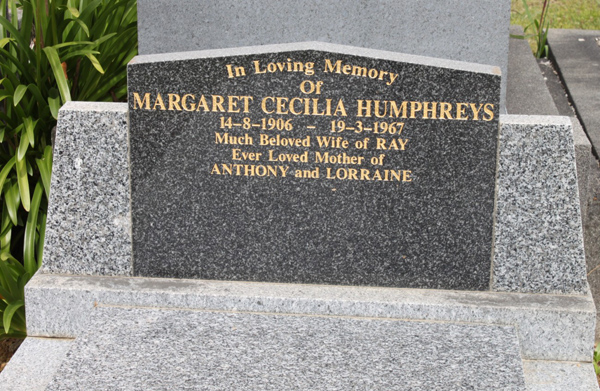 In Loving Memory
Of
MARGARET CECILIA HUMPHREYS
14-8-1906 – 19-3-1967
Much Beloved Wife of RAY
Ever Loved Mother of
ANTHONY and LORRAINE